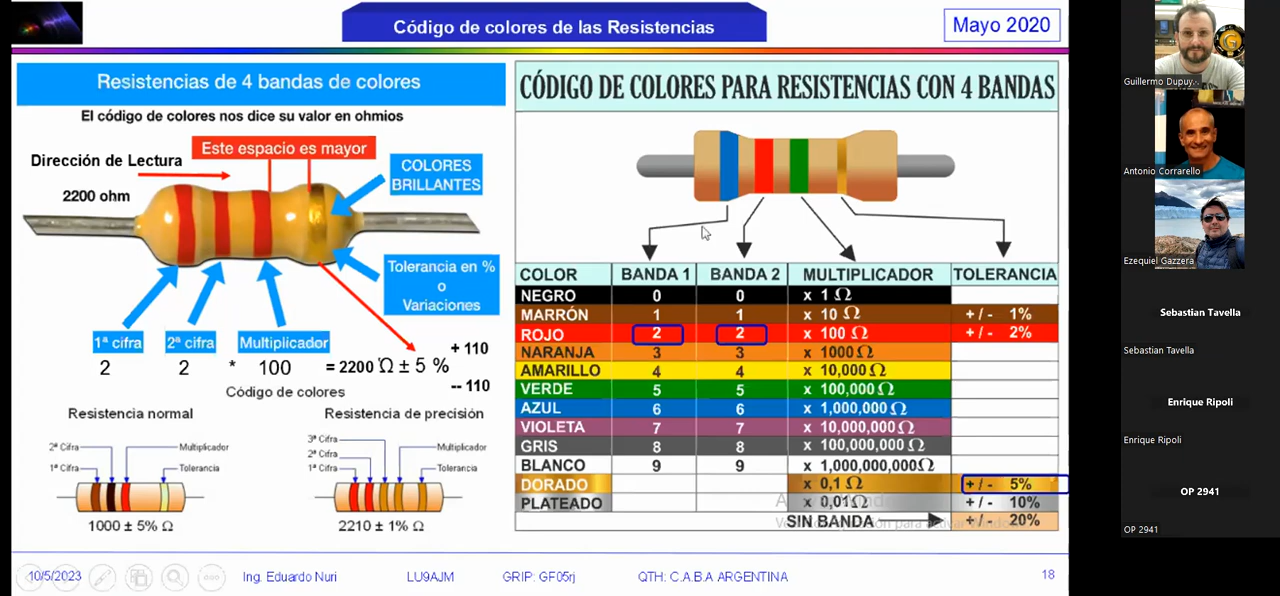 Código de colores de las Resistencias
Mayo 2020
Resistencias de 4 bandas de colores
El código de colores nos dice su valor en ohmios
Dirección de Lectura
Este espacio es mayor
COLORES
BRILLANTES
2200 ohm
Tolerancia en %
o
Variaciones
1ª cifra
2ª cifra
Multiplicador
2 2 * 100 = 2200 Ω ± 5 %
+ 110
-- 110
Código de colores
Resistencia normal
Resistencia de precisión
2ª Cifra
1ª Cifra
Multiplicador
Tolerancia
1000 ± 5% Ω
3ª Cifra
2ª Cifra
1ª Cifra
Multiplicador
Tolerancia
2210 ± 1% Ω
CÓDIGO DE COLORES PARA RESISTENCIAS CON 4 BANDAS
COLOR BANDA 1 BANDA 2 MULTIPLICADOR TOLERANCIA
NEGRO 0 0 x 1 Ω
MARRÓN 1 1 x 10 Ω + / - 1%
ROJO 2 2 x 100 Ω + / - 2%
NARANJA 3 3 x 1000 Ω
AMARILLO 4 4 x 10,000 Ω
VERDE 5 5 x 100,000 Ω
AZUL 6 6 x 1,000,000 Ω
VIOLETA 7 7 x 10,000,000 Ω
GRIS 8 8 x 100,000,000 Ω
BLANCO 9 9 x 1,000,000,000Ω
DORADO x 0,1 Ω + / - 5%
PLATEADO x 0,01Ω + / - 10%
SIN BANDA + / - 20%
10/5/2023 Ing. Eduardo Nuri LU9AJM GRIP: GF05rj QTH: C.A.B.A ARGENTINA 18
Guillermo Dupuy
Antonio Corrarello
Ezequiel Gazzera
Sebastian Tavella
Sebastian Tavella
Enrique Ripoli
Enrique Ripoli
OP 2941
OP 2941